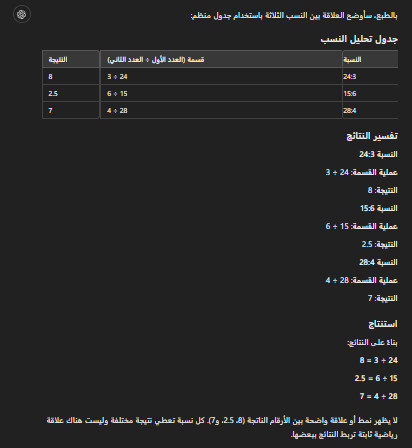 بالطبع، سأوضح العلاقة بين النسب الثلاثة باستخدام جدول منظم:
جدول تحليل النسب
النسبة قسمة (العدد الأول ÷ العدد الثاني) النتيجة
24:3 24 ÷ 3 8
15:6 15 ÷ 6 2.5
28:4 28 ÷ 4 7
تفسير النتائج
النسبة 24:3
عملية القسمة: 24 ÷ 3
النتيجة: 8
النسبة 15:6
عملية القسمة: 15 ÷ 6
النتيجة: 2.5
النسبة 28:4
عملية القسمة: 28 ÷ 4
النتيجة: 7
استنتاج
بناءً على النتائج:
24 ÷ 3 = 8
15 ÷ 6 = 2.5
28 ÷ 4 = 7
لا يظهر نمط أو علاقة واضحة بين الأرقام الناتجة (8، 2.5، و7). كل نسبة تعطي نتيجة مختلفة وليست هناك علاقة
رياضية ثابتة تربط النتائج ببعضها.